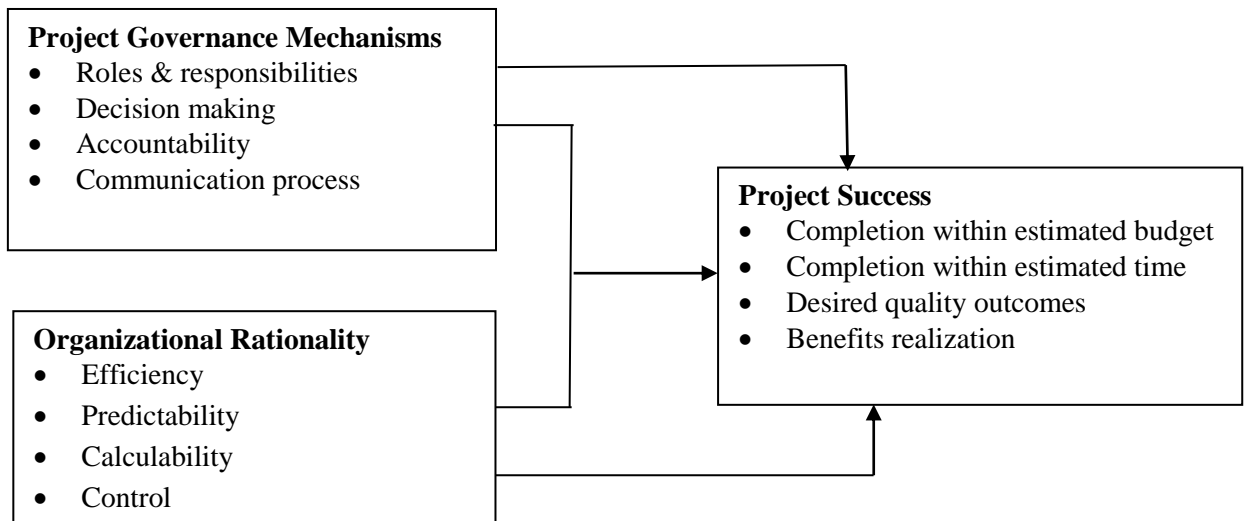 Project Governance Mechanisms
• Roles & responsibilities
• Decision making
• Accountability
• Communication process
Project Success
• Completion within estimated budget
• Completion within estimated time
• Desired quality outcomes
• Benefits realization
Organizational Rationality
• Efficiency
• Predictability
• Calculability
• Control